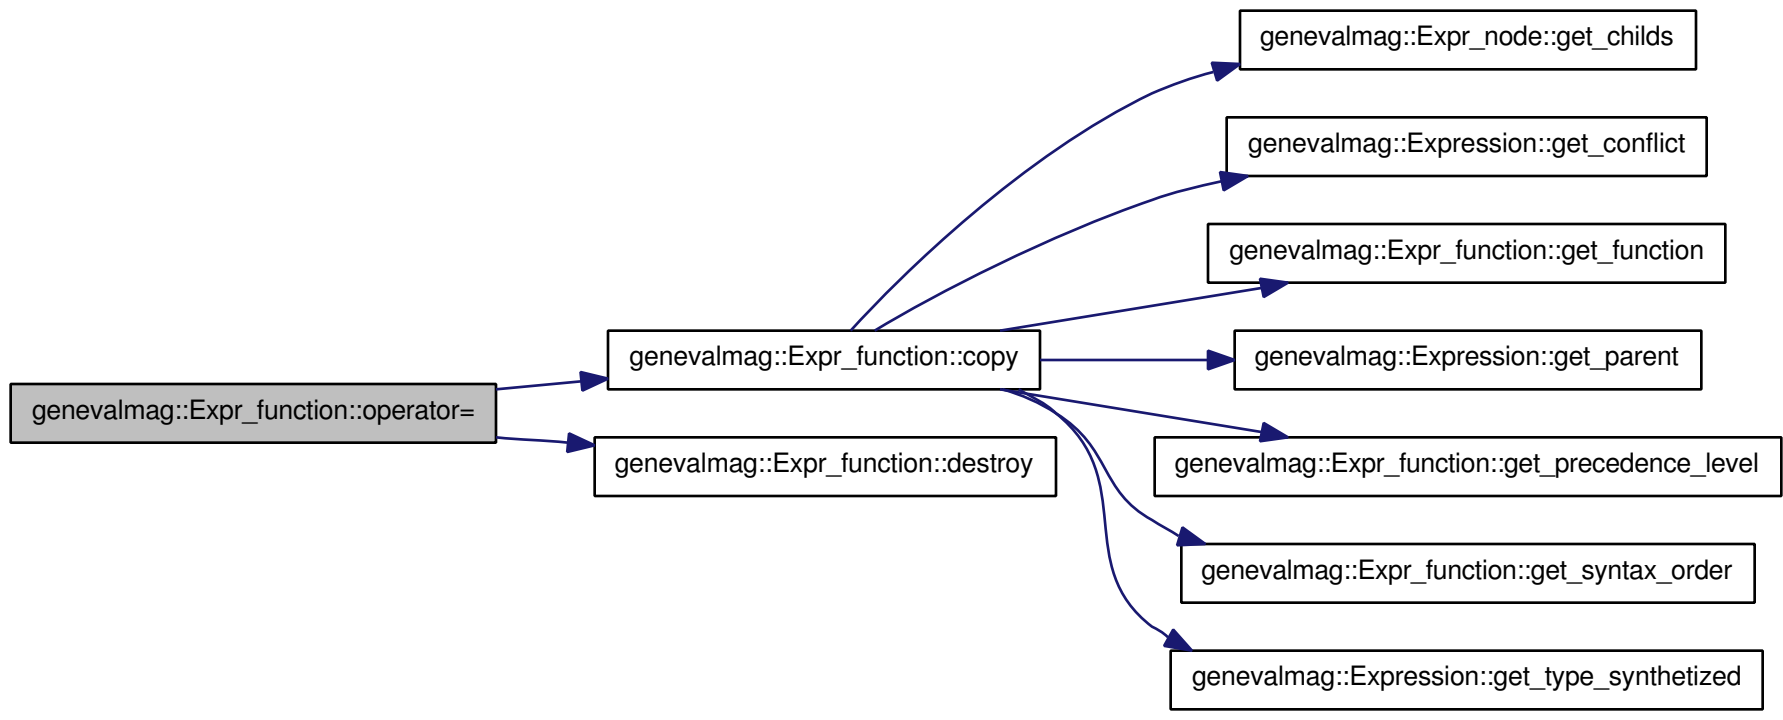 genevalmag::Expr_node::get_childs
genevalmag::Expression::get_conflict
genevalmag::Expr_function::get_function
genevalmag::Expr_function::copy
genevalmag::Expression::get_parent
genevalmag::Expr_function::operator=
genevalmag::Expr_function::destroy
genevalmag::Expr_function::get_precedence_level
genevalmag::Expr_function::get_syntax_order
genevalmag::Expression::get_type_synthetized